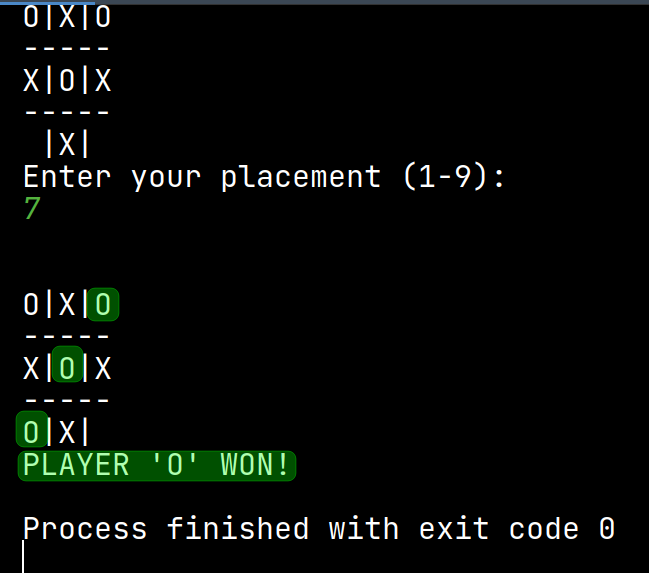 O|X|O
-----
X|O|X
-----
 |X|
Enter your placement (1-9):
7
O|X|O
-----
X|O|X
-----
O|X|
PLAYER 'O' WON!
Process finished with exit code 0